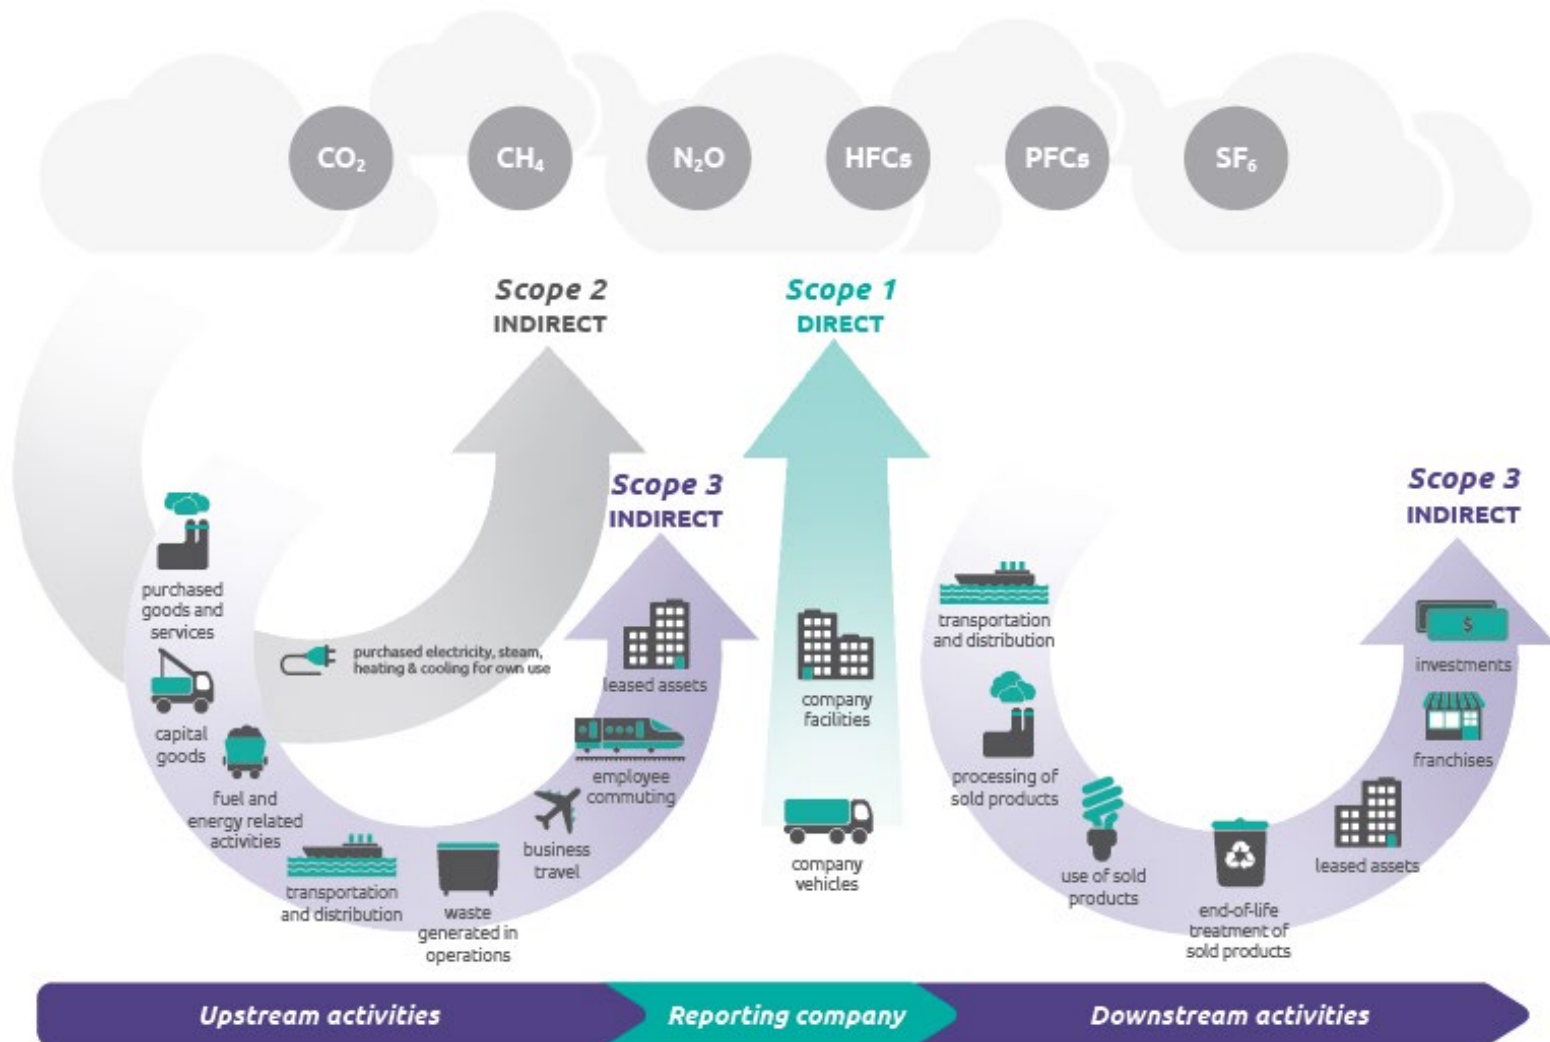 CO₂
CH₄
N₂O
HFCs
PFCs
SF₆
Scope 2
INDIRECT
Scope 1
DIRECT
Scope 3
INDIRECT
Scope 3
INDIRECT
purchased
goods and
services
capital
goods
fuel and
energy related
activities
purchased electricity, steam,
heating & cooling for own use
transportation
and distribution
waste
generated in
operations
business
travel
employee
commuting
leased assets
company
facilities
company
vehicles
transportation
and distribution
processing of
sold products
use of sold
products
end-of-life
treatment of
sold products
leased assets
franchises
$
investments
Upstream activities
Reporting company
Downstream activities